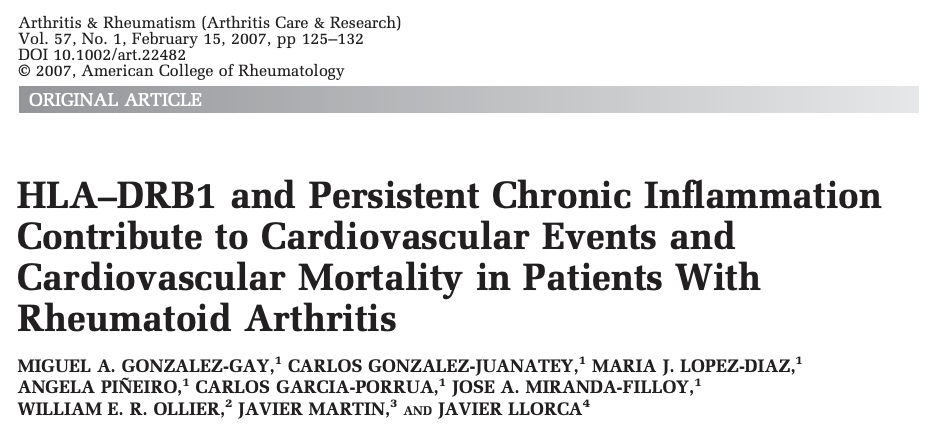 Arthritis & Rheumatism (Arthritis Care & Research)
Vol. 57, No. 1, February 15, 2007, pp 125–132
DOI 10.1002/art.22482
© 2007, American College of Rheumatology
ORIGINAL ARTICLE
HLA–DRB1 and Persistent Chronic Inflammation
Contribute to Cardiovascular Events and
Cardiovascular Mortality in Patients With
Rheumatoid Arthritis
MIGUEL A. GONZALEZ-GAY,¹ CARLOS GONZALEZ-JUANATEY,¹ MARIA J. LOPEZ-DIAZ,¹
ANGELA PIÑEIRO,¹ CARLOS GARCIA-PORRUA,¹ JOSE A. MIRANDA-FILLOY,¹
WILLIAM E. R. OLLIER,² JAVIER MARTIN,³ AND JAVIER LLORCA⁴